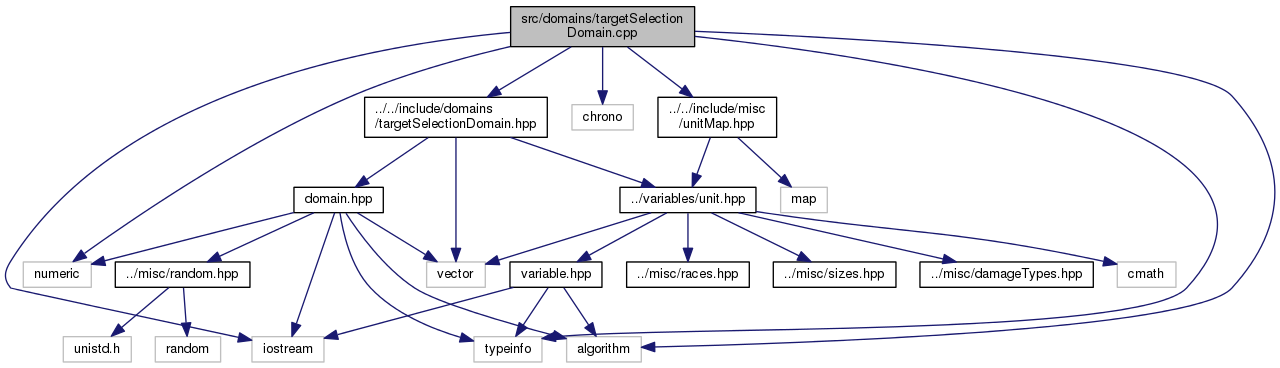 src/domains/targetSelection
Domain.cpp
../../include/domains
/targetSelectionDomain.hpp
chrono
../../include/misc
/unitMap.hpp
domain.hpp
../variables/unit.hpp
map
numeric
../misc/random.hpp
vector
variable.hpp
../misc/races.hpp
../misc/sizes.hpp
../misc/damageTypes.hpp
cmath
unistd.h
random
iostream
typeinfo
algorithm